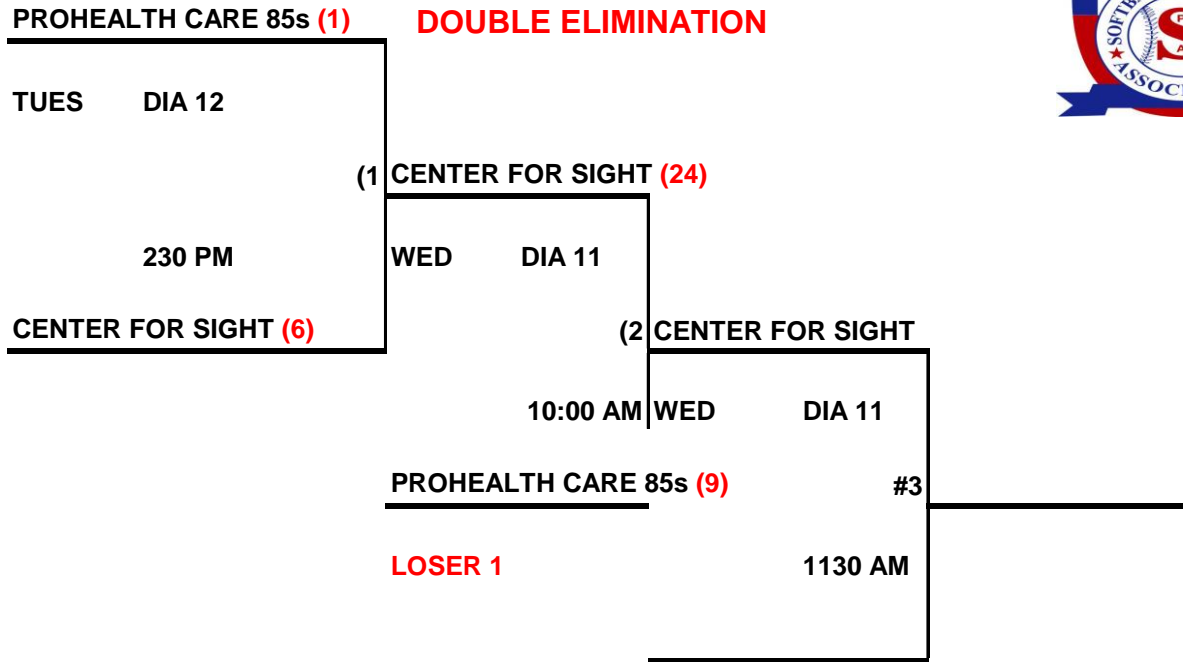 PROHEALTH CARE 85s (1) DOUBLE ELIMINATION
TUES DIA 12
(1 CENTER FOR SIGHT (24)
230 PM WED DIA 11
CENTER FOR SIGHT (6) (2 CENTER FOR SIGHT
10:00 AM WED DIA 11
PROHEALTH CARE 85s (9) #3
LOSER 1 1130 AM